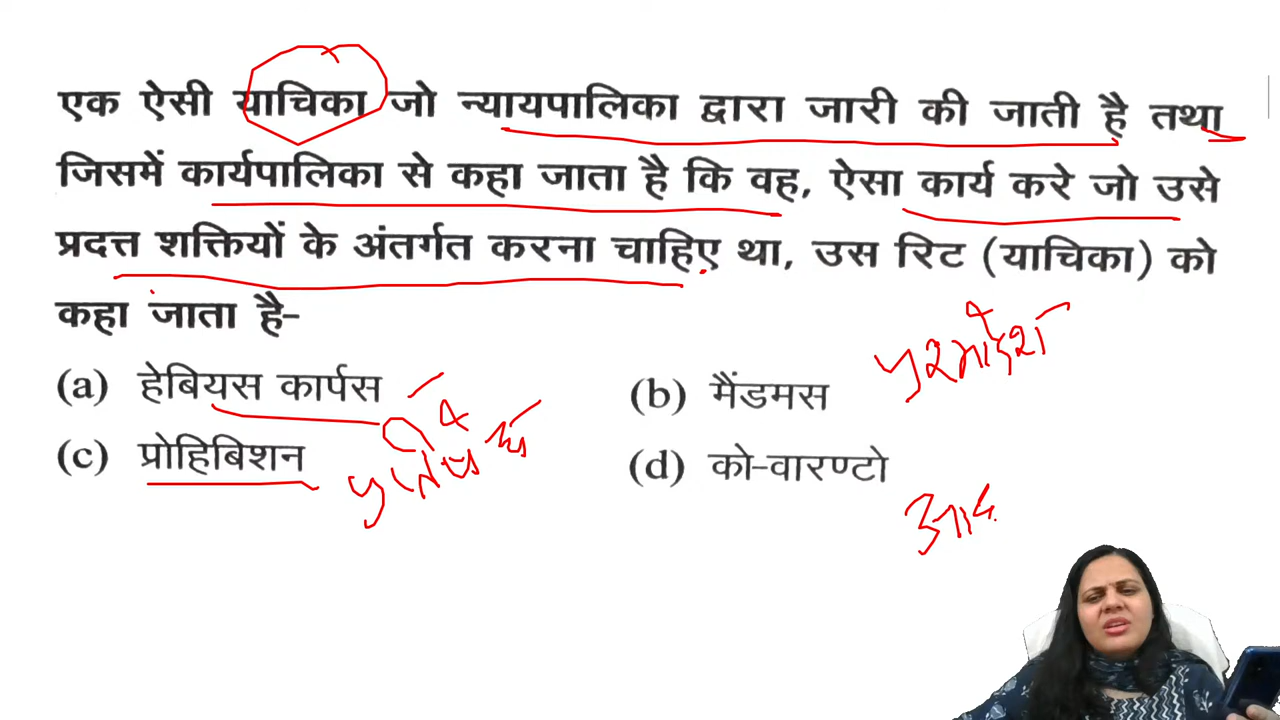 एक ऐसी याचिका जो न्यायपालिका द्वारा जारी की जाती है तथा
जिसमें कार्यपालिका से कहा जाता है कि वह, ऐसा कार्य करे जो उसे
प्रदत्त शक्तियों के अंतर्गत करना चाहिए था, उस रिट (याचिका) को
कहा जाता है-
परमादेश
(a) हेबियस कार्पस
(b) मैंडमस
प्रतिषेध
(c) प्रोहिबिशन
(d) को-वारण्टो